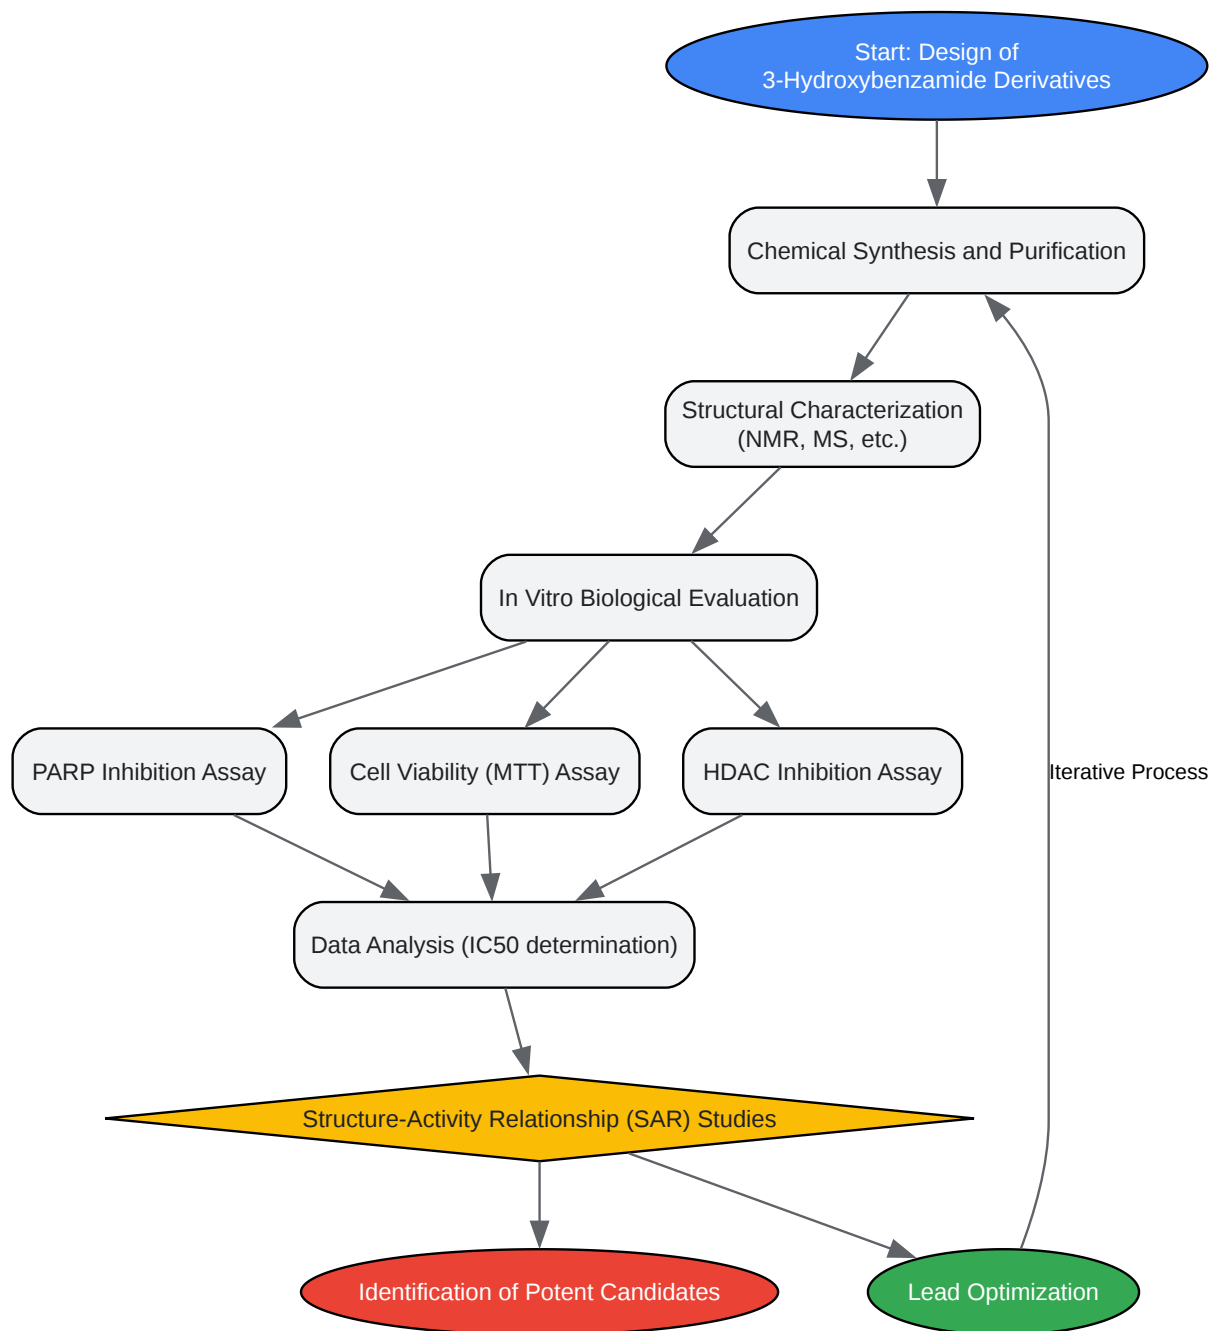 Start: Design of
3-Hydroxybenzamide Derivatives
Chemical Synthesis and Purification
Structural Characterization
(NMR, MS, etc.)
In Vitro Biological Evaluation
PARP Inhibition Assay
Cell Viability (MTT) Assay
HDAC Inhibition Assay
Iterative Process
Data Analysis (IC50 determination)
Structure-Activity Relationship (SAR) Studies
Identification of Potent Candidates
Lead Optimization